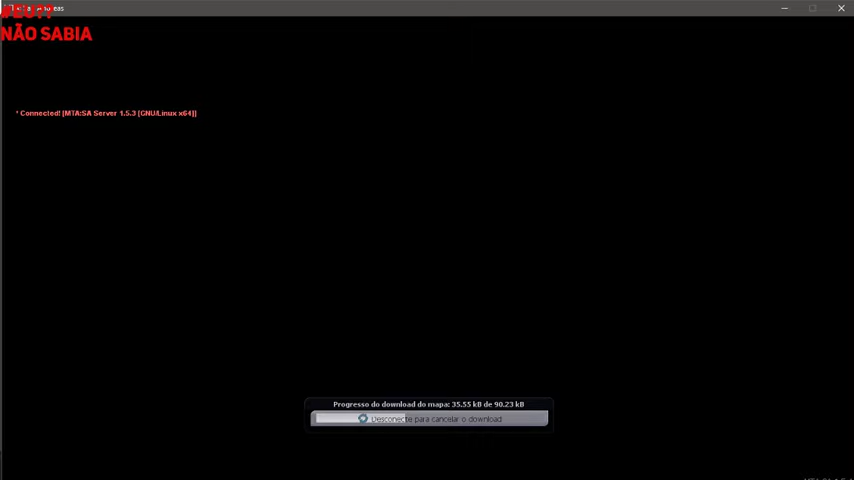 NÃO SABIA
* Connected! [MTA:SA Server 1.5.3 [GNU/Linux x64]]
Progresso do download do mapa: 35.55 kB de 90.23 kB
Desconecte para cancelar o download